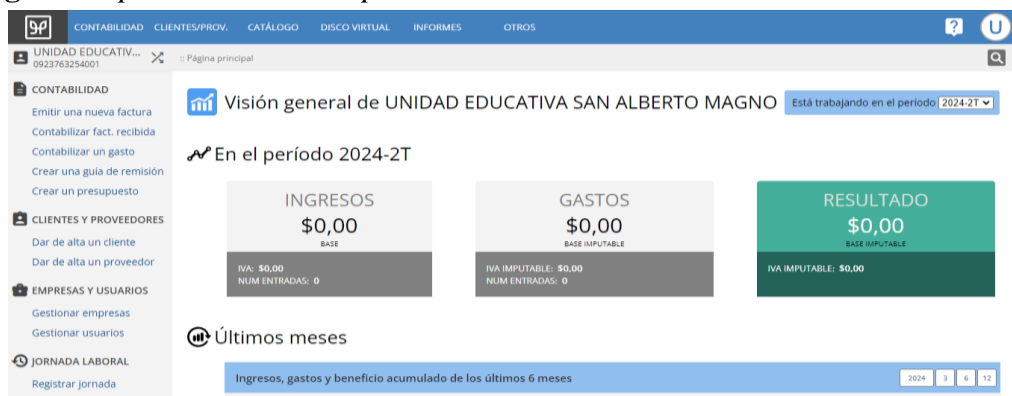 CONTABILIDAD CLIENTES/PROV. CATÁLOGO DISCO VIRTUAL INFORMES OTROS ? U
UNIDAD EDUCATIV...
0923763254001
:: Página principal
CONTABILIDAD
Emitir una nueva factura
Contabilizar fact. recibida
Contabilizar un gasto
Crear una guía de remisión
Crear un presupuesto
CLIENTES Y PROVEEDORES
Dar de alta un cliente
Dar de alta un proveedor
EMPRESAS Y USUARIOS
Gestionar empresas
Gestionar usuarios
JORNADA LABORAL
Registrar jornada
Visión general de UNIDAD EDUCATIVA SAN ALBERTO MAGNO
Está trabajando en el período 2024-2T
En el período 2024-2T
INGRESOS
$0,00
BASE
IVA: $0,00
NUM ENTRADAS: 0
GASTOS
$0,00
BASE IMPUTABLE
IVA IMPUTABLE: $0,00
NUM ENTRADAS: 0
RESULTADO
$0,00
BASE IMPUTABLE
IVA IMPUTABLE: $0,00
Últimos meses
Ingresos, gastos y beneficio acumulado de los últimos 6 meses
2024 3 6 12